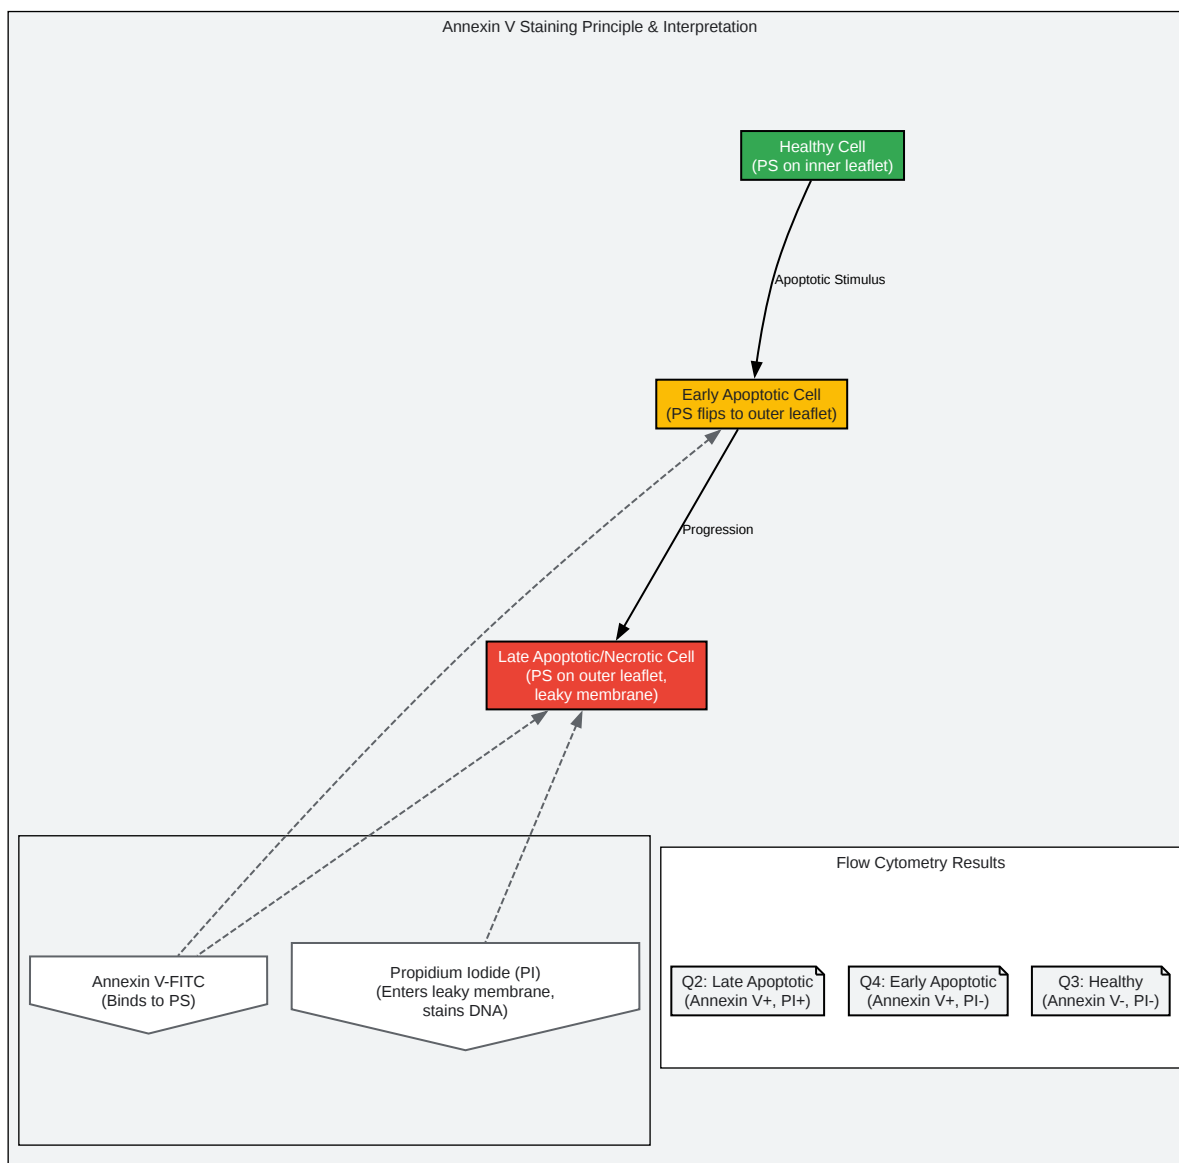 Annexin V Staining Principle & Interpretation
Healthy Cell
(PS on inner leaflet)
Apoptotic Stimulus
Early Apoptotic Cell
(PS flips to outer leaflet)
Progression
Late Apoptotic/Necrotic Cell
(PS on outer leaflet,
leaky membrane)
Annexin V-FITC
(Binds to PS)
Propidium Iodide (PI)
(Enters leaky membrane,
stains DNA)
Flow Cytometry Results
Q2: Late Apoptotic
(Annexin V+, PI+)
Q4: Early Apoptotic
(Annexin V+, PI-)
Q3: Healthy
(Annexin V-, PI-)